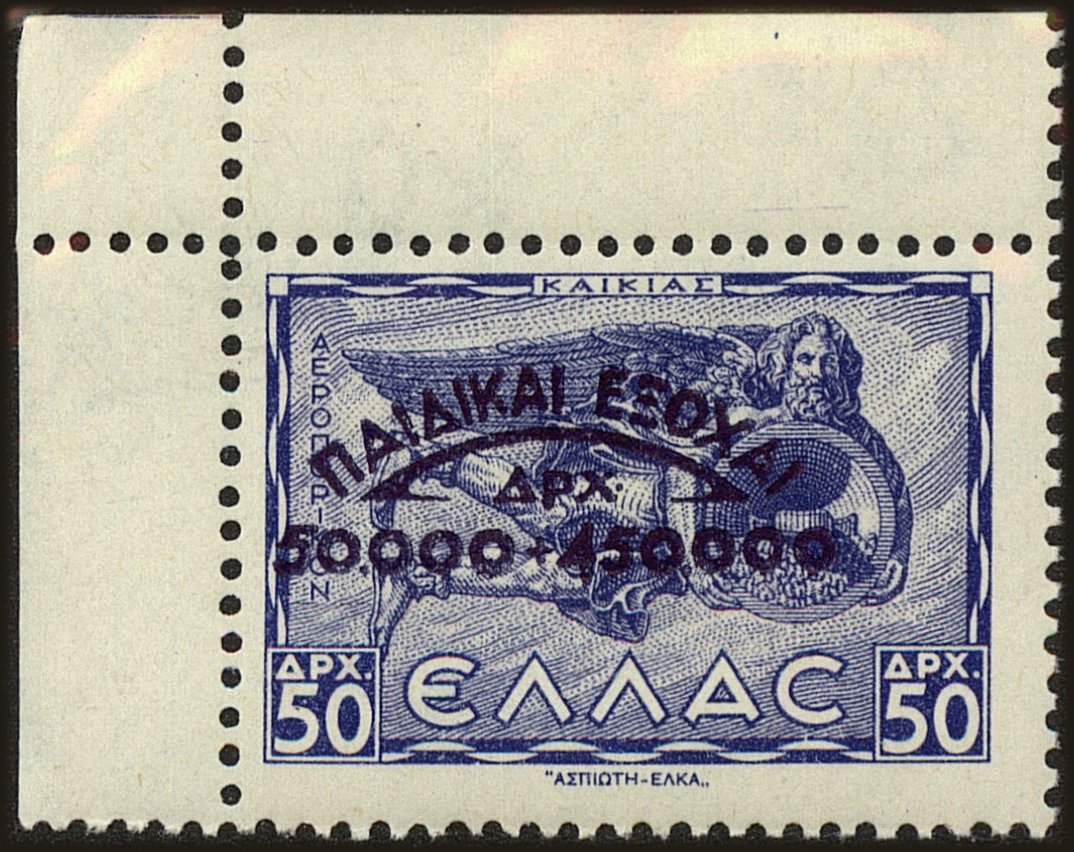 ΚΑΙΚΙΑΣ
ΑΕΡΟΠΟΡΙΚΟΝ
ΠΑΙΔΙΚΑΙ ΕΞΟΧΑΙ
ΔΡΧ.
50.000 + 450000
ΔΡΧ.
50
ΕΛΛΑΣ
ΔΡΧ.
50
"ΑΣΠΙΩΤΗ-ΕΛΚΑ„